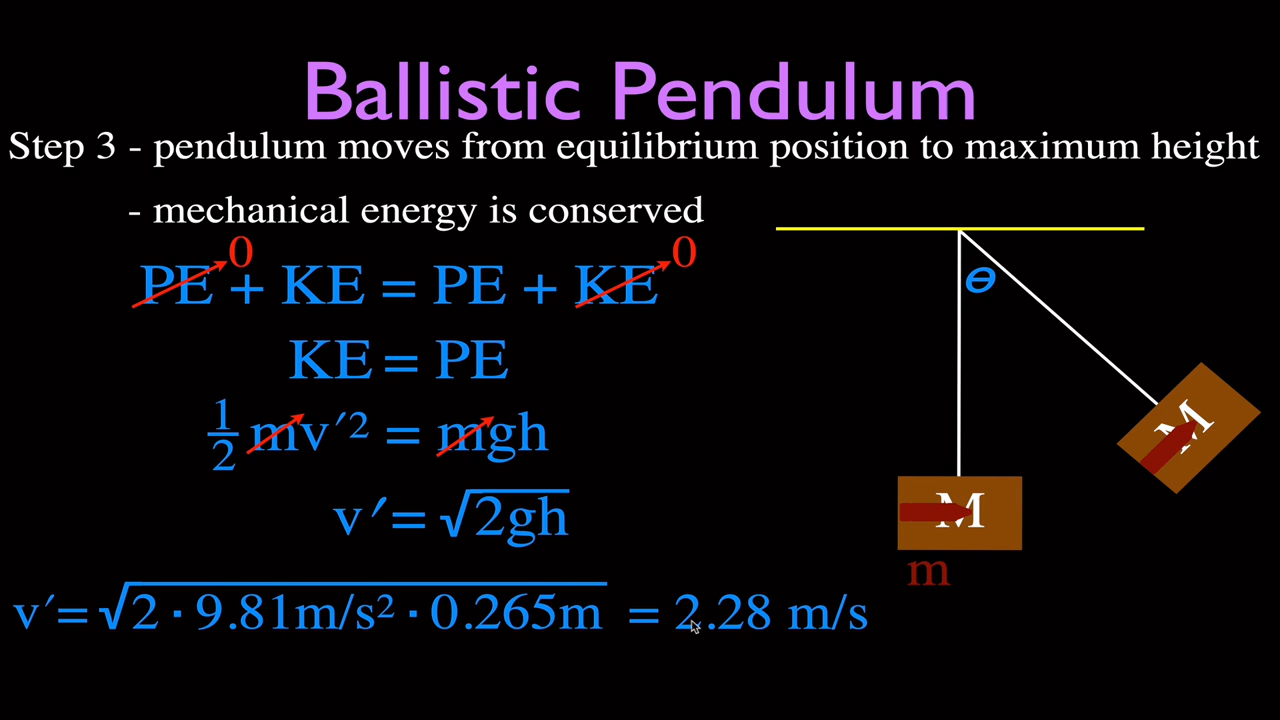 Ballistic Pendulum
Step 3 - pendulum moves from equilibrium position to maximum height
- mechanical energy is conserved
0 0
PE + KE = PE + KE
KE = PE
½ mv′² = mgh
v′ = √2gh
v′ = √2 · 9.81m/s² · 0.265m = 2.28 m/s
Θ
M
M
m